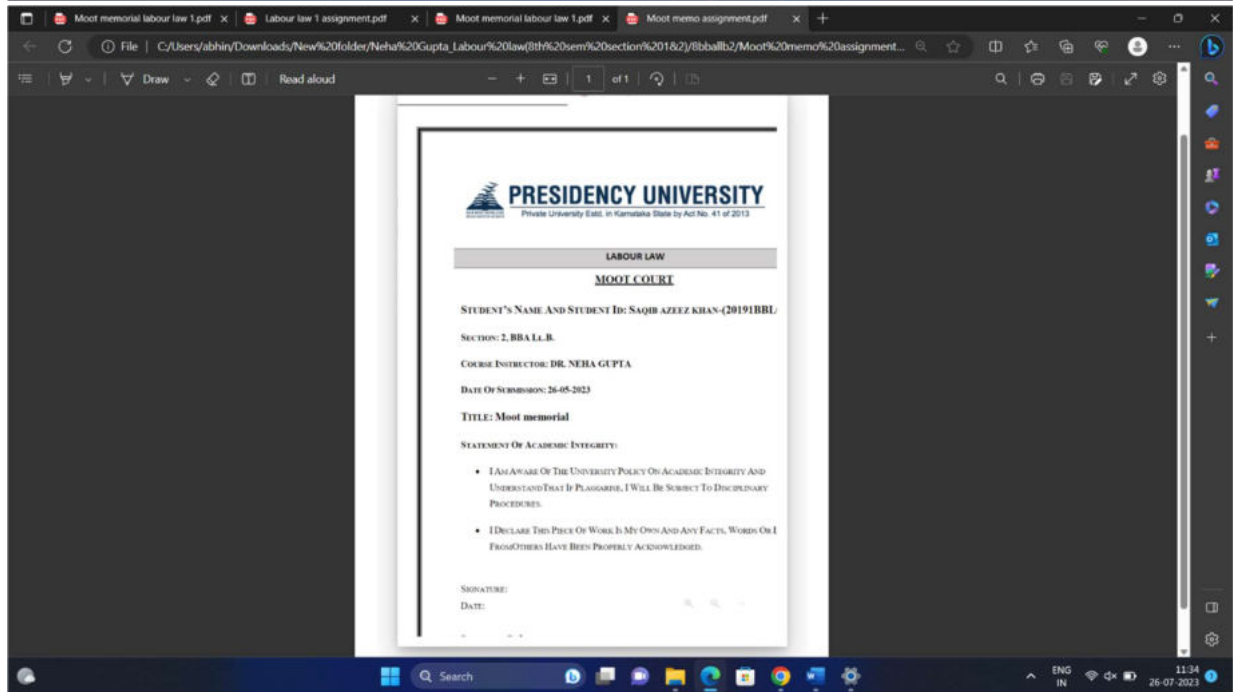 Moot memorial labour law 1.pdf
Labour law 1 assignment.pdf
Moot memorial labour law 1.pdf
Moot memo assignment.pdf
File
C:/Users/abhin/Downloads/New%20folder/Neha%20Gupta_Labour%20law(8th%20sem%20section%201&2)/8bballb2/Moot%20memo%20assignment...
Draw
Read aloud
1 of 1
PRESIDENCY UNIVERSITY
Private University Estd. in Karnataka State by Act No. 41 of 2013
LABOUR LAW
MOOT COURT
STUDENT'S NAME AND STUDENT ID: SAQIB AZEEZ KHAN-(20191BBL
SECTION: 2, BBA LL.B.
COURSE INSTRUCTOR: DR. NEHA GUPTA
DATE OF SUBMISSION: 26-05-2023
TITLE: Moot memorial
STATEMENT OF ACADEMIC INTEGRITY:
• I AM AWARE OF THE UNIVERSITY POLICY ON ACADEMIC INTEGRITY AND
UNDERSTANDTHAT IF PLAGIARISE, I WILL BE SUBJECT TO DISCIPLINARY
PROCEDURES.
• I DECLARE THIS PIECE OF WORK IS MY OWN AND ANY FACTS, WORDS OR I
FROMOTHERS HAVE BEEN PROPERLY ACKNOWLEDGED.
SIGNATURE:
DATE:
Search
ENG
IN
11:34
26-07-2023